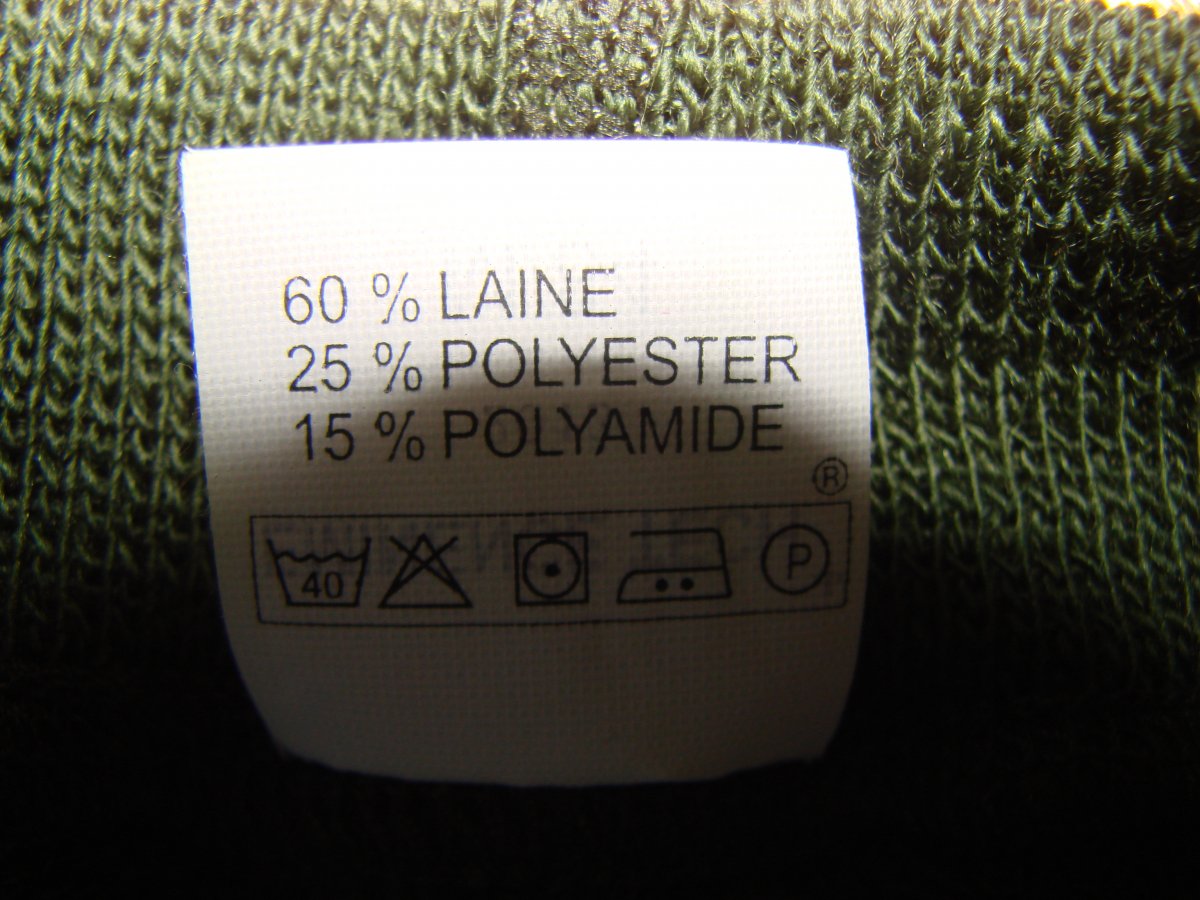 60 % LAINE
25 % POLYESTER
15 % POLYAMIDE
®
40 P